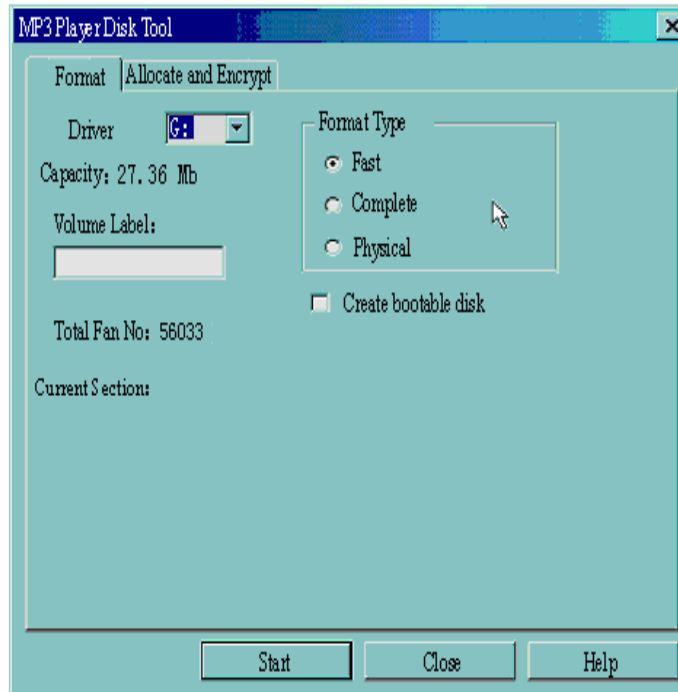 MP3 Player Disk Tool
Format
Allocate and Encrypt
Driver
G:
Capacity: 27.36 Mb
Volume Label:
Total Fan No: 56033
Current Section:
Format Type
Fast
Complete
Physical
Create bootable disk
Start
Close
Help